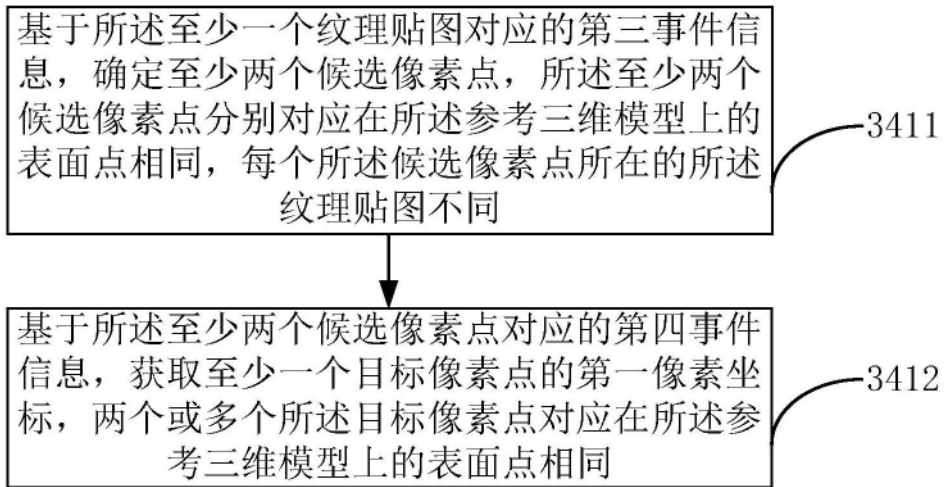 基于所述至少一个纹理贴图对应的第三事件信
息，确定至少两个候选像素点，所述至少两个
候选像素点分别对应在所述参考三维模型上的
表面点相同，每个所述候选像素点所在的所述
纹理贴图不同
3411
基于所述至少两个候选像素点对应的第四事件
信息，获取至少一个目标像素点的第一像素坐
标，两个或多个所述目标像素点对应在所述参
考三维模型上的表面点相同
3412